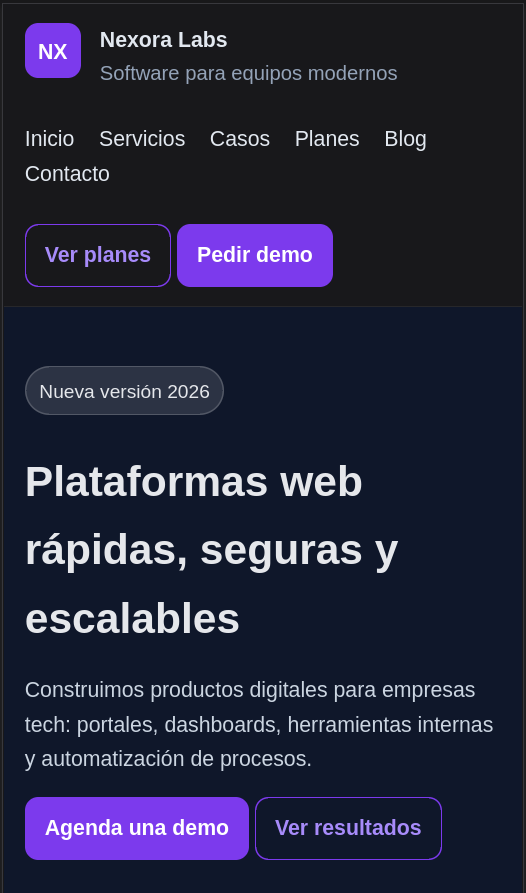 NX
Nexora Labs
Software para equipos modernos
Inicio Servicios Casos Planes Blog
Contacto
Ver planes Pedir demo
Nueva versión 2026
Plataformas web
rápidas, seguras y
escalables
Construimos productos digitales para empresas
tech: portales, dashboards, herramientas internas
y automatización de procesos.
Agenda una demo Ver resultados